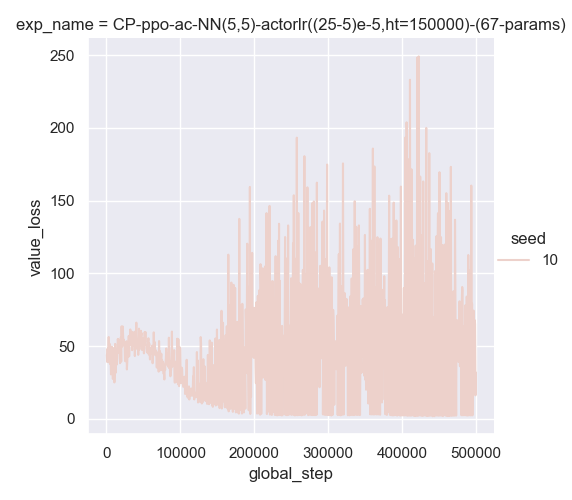 exp_name = CP-ppo-ac-NN(5,5)-actorlr((25-5)e-5,ht=150000)-(67-params)
250
200
150
100
50
0
value_loss
0 100000 200000 300000 400000 500000
global_step
seed
10